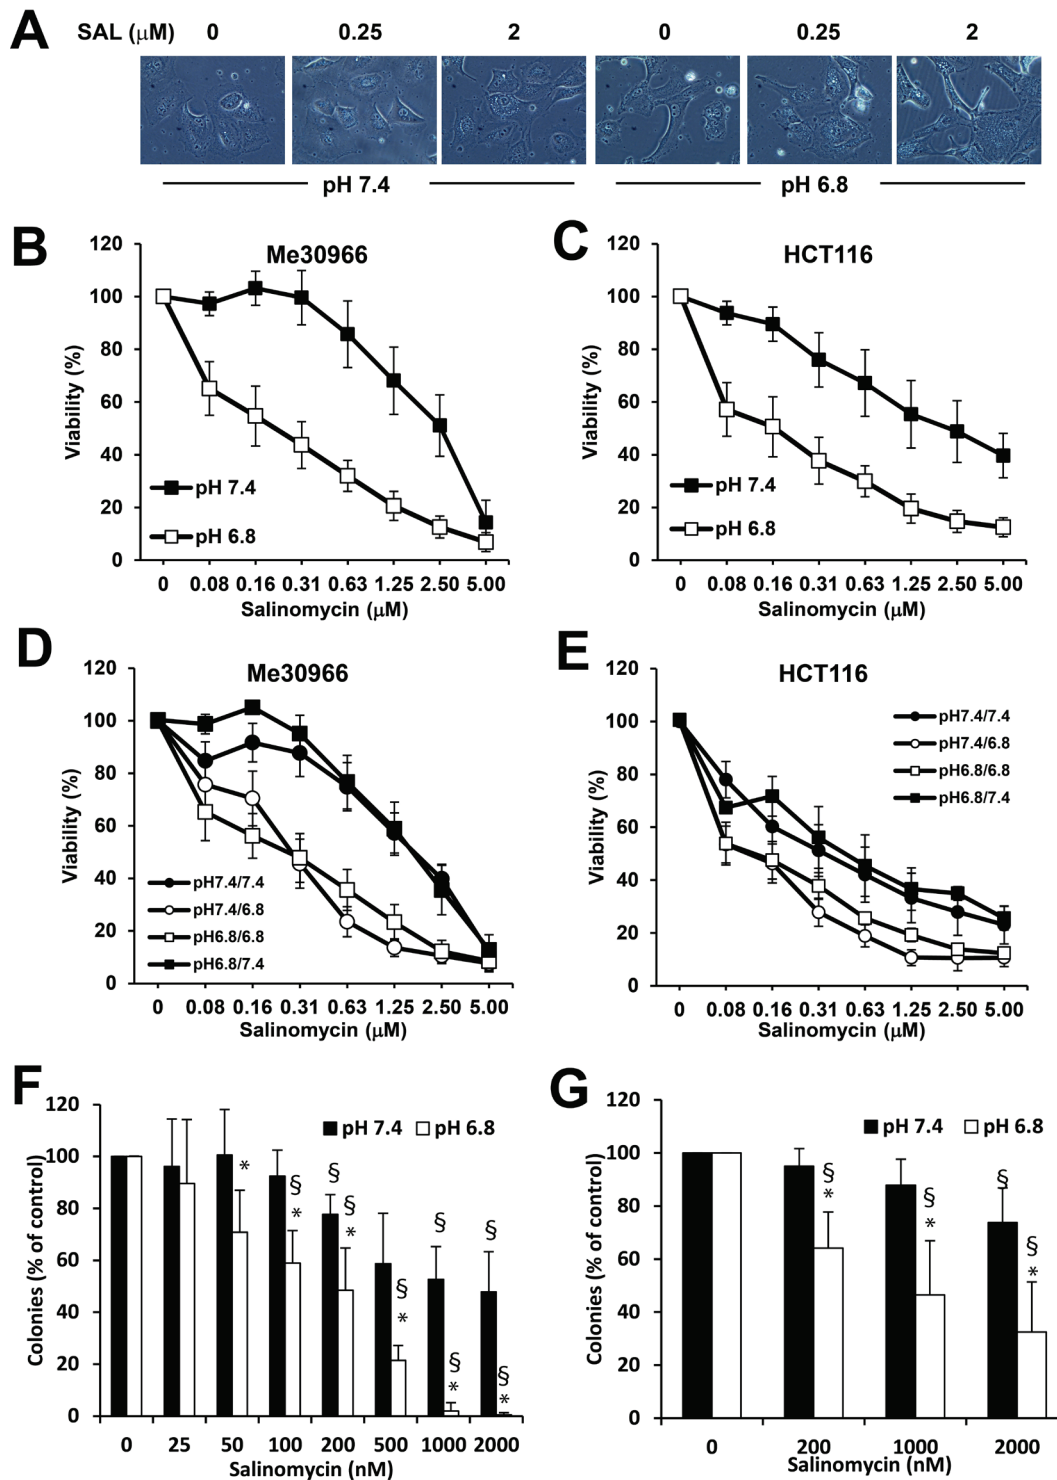 A
SAL (μM) 0 0.25 2 0 0.25 2
pH 7.4 pH 6.8
B
Me30966
120
100
80
60
40
20
0
Viability (%)
pH 7.4
pH 6.8
0 0.08 0.16 0.31 0.63 1.25 2.50 5.00
Salinomycin (μM)
C
HCT116
120
100
80
60
40
20
0
Viability (%)
pH 7.4
pH 6.8
0 0.08 0.16 0.31 0.63 1.25 2.50 5.00
Salinomycin (μM)
D
Me30966
120
100
80
60
40
20
0
Viability (%)
pH7.4/7.4
pH7.4/6.8
pH6.8/6.8
pH6.8/7.4
0 0.08 0.16 0.31 0.63 1.25 2.50 5.00
Salinomycin (μM)
E
HCT116
120
100
80
60
40
20
0
Viability (%)
pH7.4/7.4
pH7.4/6.8
pH6.8/6.8
pH6.8/7.4
0 0.08 0.16 0.31 0.63 1.25 2.50 5.00
Salinomycin (μM)
F
120
100
80
60
40
20
0
Colonies (% of control)
pH 7.4 pH 6.8
*
§
*
§
§
*
§
*
§
§
*
§
§
*
0 25 50 100 200 500 1000 2000
Salinomycin (nM)
G
120
100
80
60
40
20
0
Colonies (% of control)
pH 7.4 pH 6.8
§
*
§
*
§
§
*
0 200 1000 2000
Salinomycin (nM)